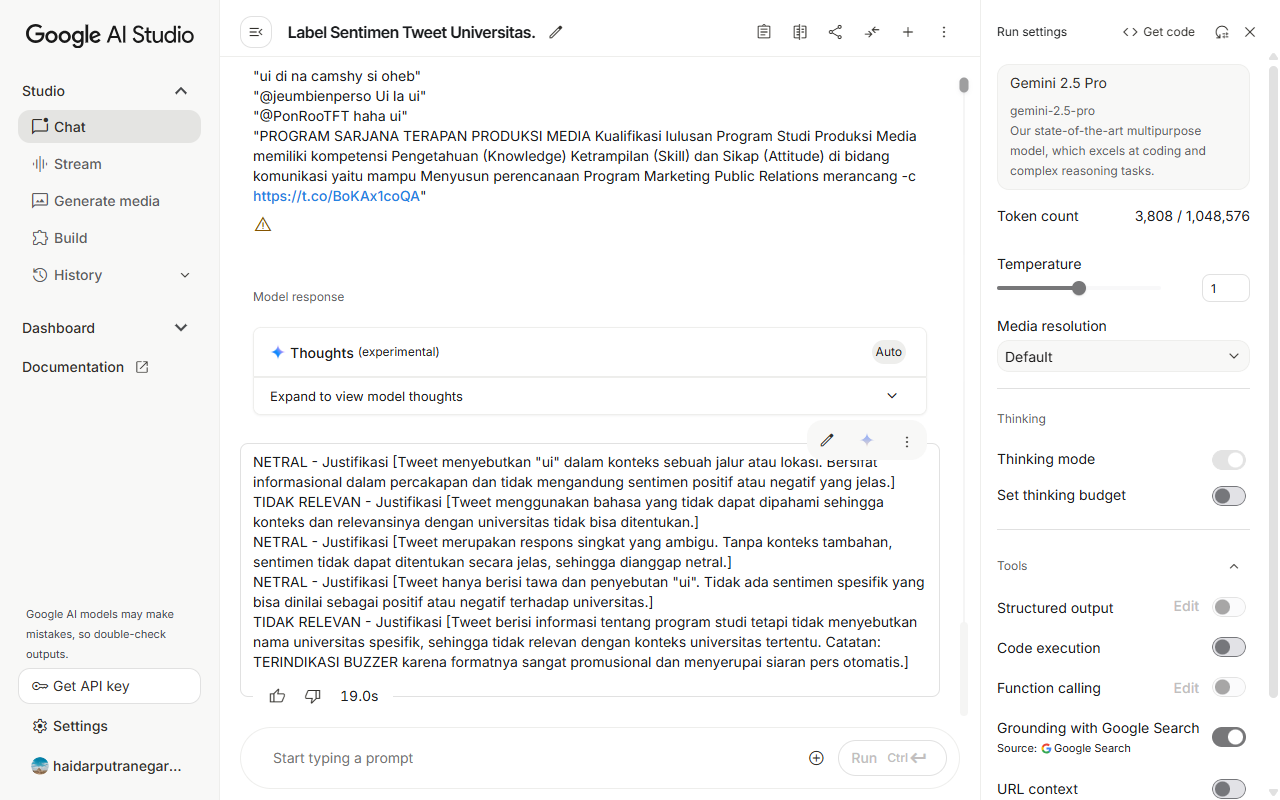 Google AI Studio
Studio
Chat
Stream
Generate media
Build
History
Dashboard
Documentation
Google AI models may make
mistakes, so double-check
outputs.
Get API key
Settings
haidarputranegar...
Label Sentimen Tweet Universitas.
"ui di na camshy si oheb"
"@jeumbienperso Ui la ui"
"@PonRooTFT haha ui"
"PROGRAM SARJANA TERAPAN PRODUKSI MEDIA Kualifikasi lulusan Program Studi Produksi Media
memiliki kompetensi Pengetahuan (Knowledge) Ketrampilan (Skill) dan Sikap (Attitude) di bidang
komunikasi yaitu mampu Menyusun perencanaan Program Marketing Public Relations merancang -c
https://t.co/BoKAx1coQA"
Model response
Thoughts (experimental)
Auto
Expand to view model thoughts
NETRAL - Justifikasi [Tweet menyebutkan "ui" dalam konteks sebuah jalur atau lokasi. Bersifat
informasional dalam percakapan dan tidak mengandung sentimen positif atau negatif yang jelas.]
TIDAK RELEVAN - Justifikasi [Tweet menggunakan bahasa yang tidak dapat dipahami sehingga
konteks dan relevansinya dengan universitas tidak bisa ditentukan.]
NETRAL - Justifikasi [Tweet merupakan respons singkat yang ambigu. Tanpa konteks tambahan,
sentimen tidak dapat ditentukan secara jelas, sehingga dianggap netral.]
NETRAL - Justifikasi [Tweet hanya berisi tawa dan penyebutan "ui". Tidak ada sentimen spesifik yang
bisa dinilai sebagai positif atau negatif terhadap universitas.]
TIDAK RELEVAN - Justifikasi [Tweet berisi informasi tentang program studi tetapi tidak menyebutkan
nama universitas spesifik, sehingga tidak relevan dengan konteks universitas tertentu. Catatan:
TERINDIKASI BUZZER karena formatnya sangat promusional dan menyerupai siaran pers otomatis.]
19.0s
Start typing a prompt
Run Ctrl
Run settings
Get code
Gemini 2.5 Pro
gemini-2.5-pro
Our state-of-the-art multipurpose
model, which excels at coding and
complex reasoning tasks.
Token count 3,808 / 1,048,576
Temperature
1
Media resolution
Default
Thinking
Thinking mode
Set thinking budget
Tools
Structured output Edit
Code execution
Function calling Edit
Grounding with Google Search
Source: Google Search
URL context